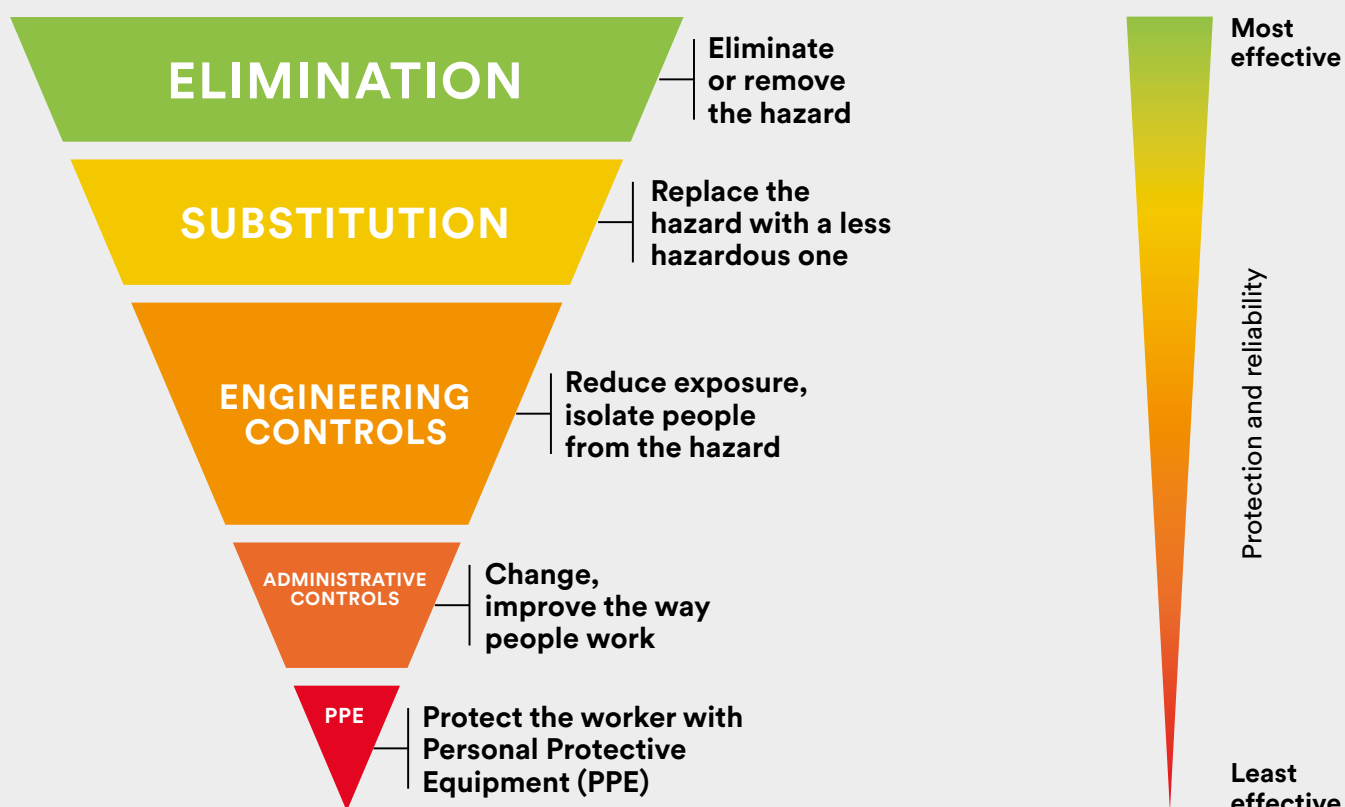 ELIMINATION
Eliminate
or remove
the hazard
SUBSTITUTION
Replace the
hazard with a less
hazardous one
ENGINEERING
CONTROLS
Reduce exposure,
isolate people
from the hazard
ADMINISTRATIVE
CONTROLS
Change,
improve the way
people work
PPE
Protect the worker with
Personal Protective
Equipment (PPE)
Most
effective
Protection and reliability
Least
effective